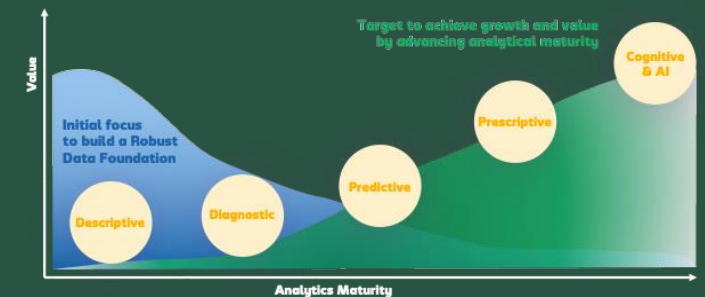 Target to achieve growth and value
by advancing analytical maturity
Cognitive
& AI
Value
Prescriptive
Initial focus
to build a Robust
Data Foundation
Predictive
Diagnostic
Descriptive
Analytics Maturity